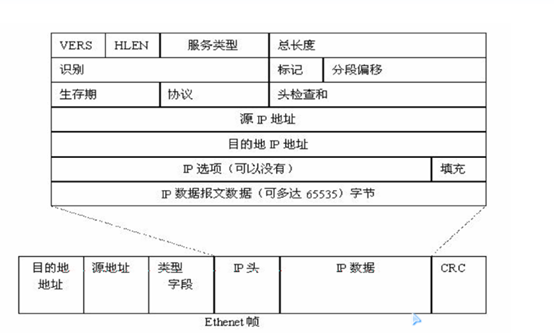 VERS HLEN 服务类型 总长度
识别 标记 分段偏移
生存期 协议 头检查和
源 IP 地址
目的地 IP 地址
IP 选项（可以没有） 填充
IP 数据报文数据（可多达 65535）字节
目的地 源地址 类型 IP 头 IP 数据 CRC
地址 字段
Ethenet 帧